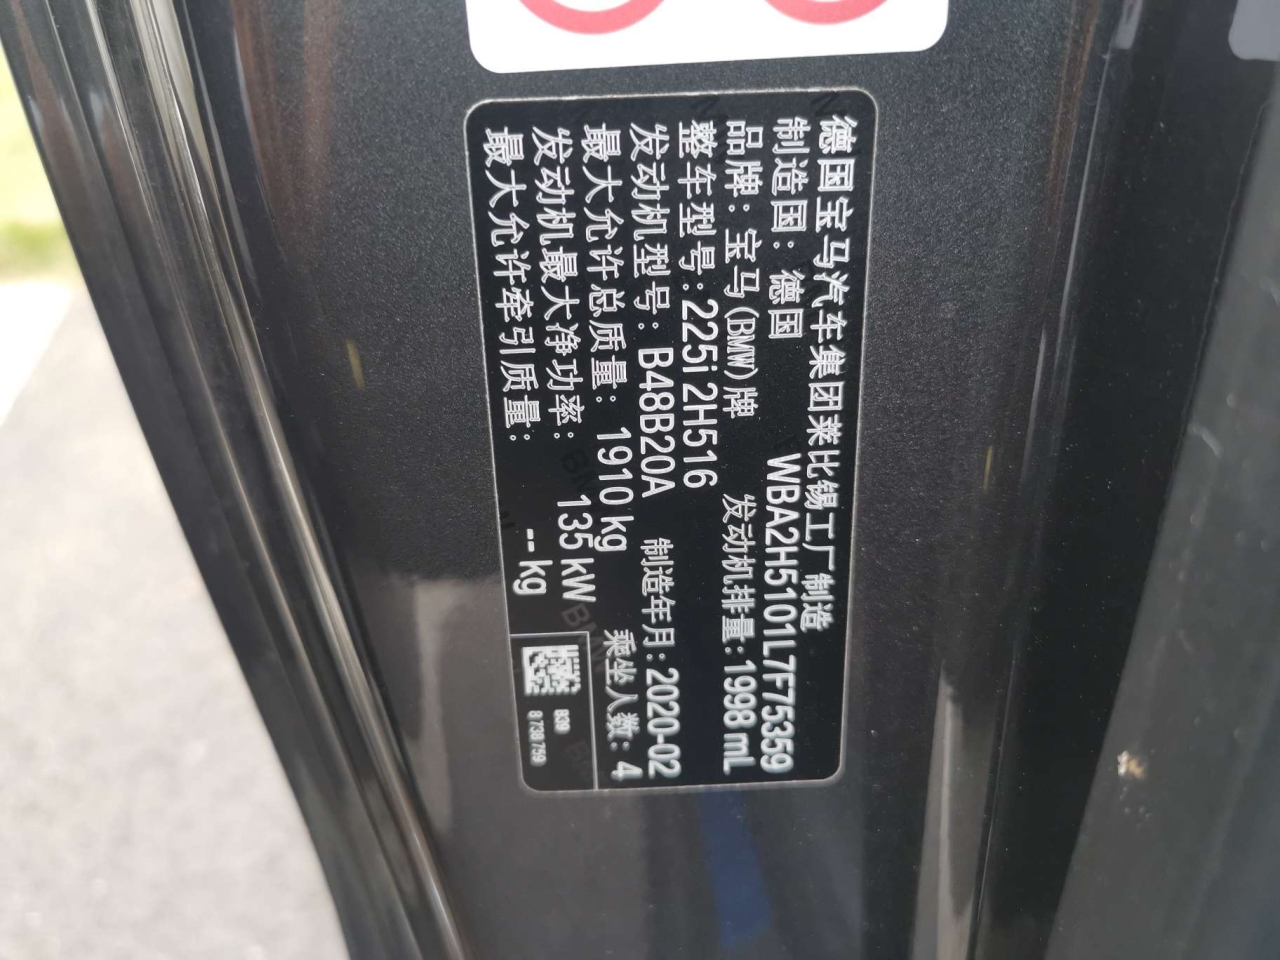 德国宝马汽车集团莱比锡工厂制造
制造国: 德国 WBA2H5101L7F75359
品牌: 宝马(BMW)牌 发动机排量: 1998 mL
整车型号: 225i 2H516 制造年月: 2020-02
发动机型号: B48B20A 乘坐人数: 4
最大允许总质量: 1910 kg
发动机最大净功率: 135 kW
最大允许牵引质量: -- kg
839
8 738 759